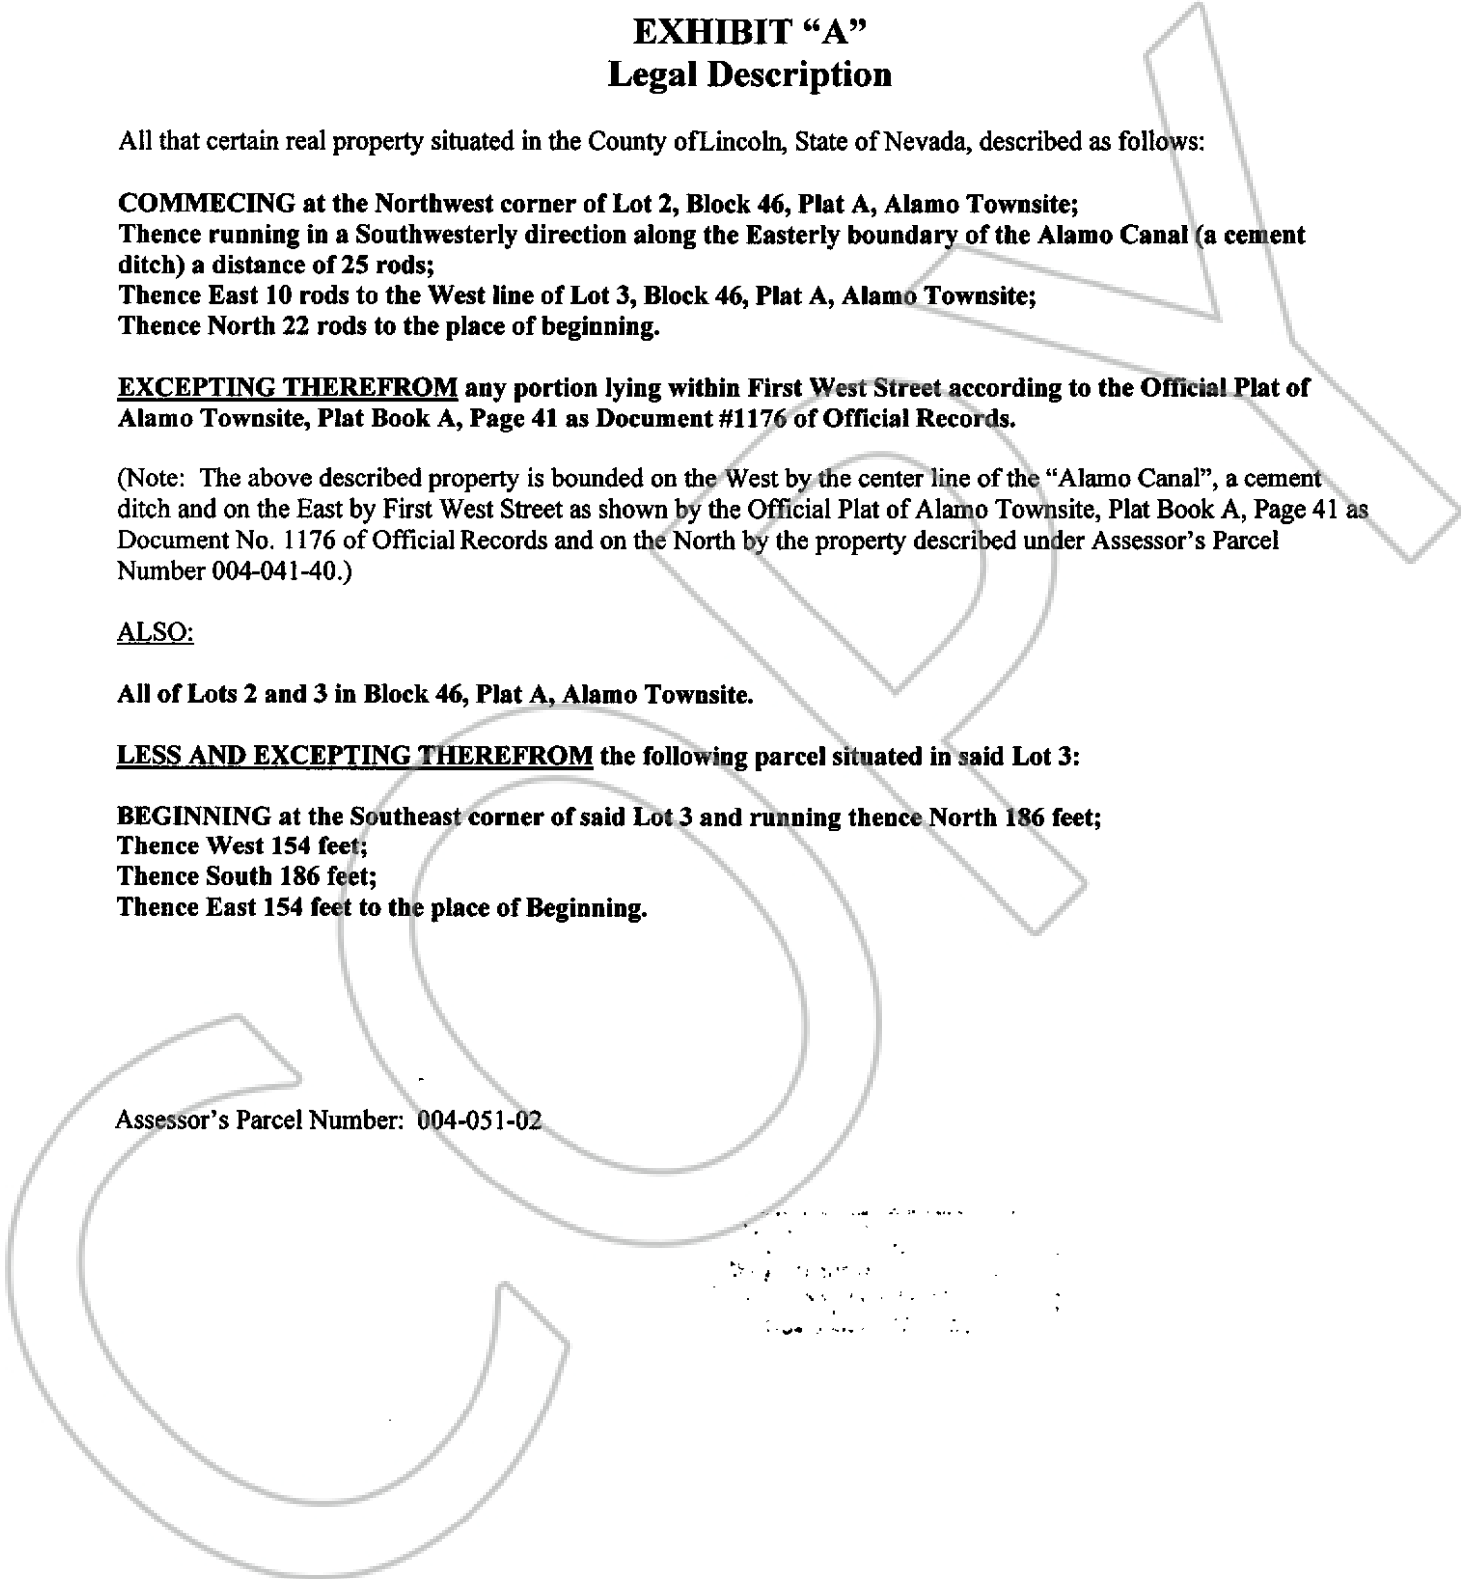 EXHIBIT “A”
Legal Description
All that certain real property situated in the County ofLincoln, State of Nevada, described as follows:
COMMECING at the Northwest corner of Lot 2, Block 46, Plat A, Alamo Townsite;
Thence running in a Southwesterly direction along the Easterly boundary of the Alamo Canal (a cement
ditch) a distance of 25 rods;
Thence East 10 rods to the West line of Lot 3, Block 46, Plat A, Alamo Townsite;
Thence North 22 rods to the place of beginning.
EXCEPTING THEREFROM any portion lying within First West Street according to the Official Plat of
Alamo Townsite, Plat Book A, Page 41 as Document #1176 of Official Records.
(Note: The above described property is bounded on the West by the center line of the “Alamo Canal”, a cement
ditch and on the East by First West Street as shown by the Official Plat of Alamo Townsite, Plat Book A, Page 41 as
Document No. 1176 of Official Records and on the North by the property described under Assessor’s Parcel
Number 004-041-40.)
ALSO:
All of Lots 2 and 3 in Block 46, Plat A, Alamo Townsite.
LESS AND EXCEPTING THEREFROM the following parcel situated in said Lot 3:
BEGINNING at the Southeast corner of said Lot 3 and running thence North 186 feet;
Thence West 154 feet;
Thence South 186 feet;
Thence East 154 feet to the place of Beginning.
Assessor’s Parcel Number: 004-051-02
COPY